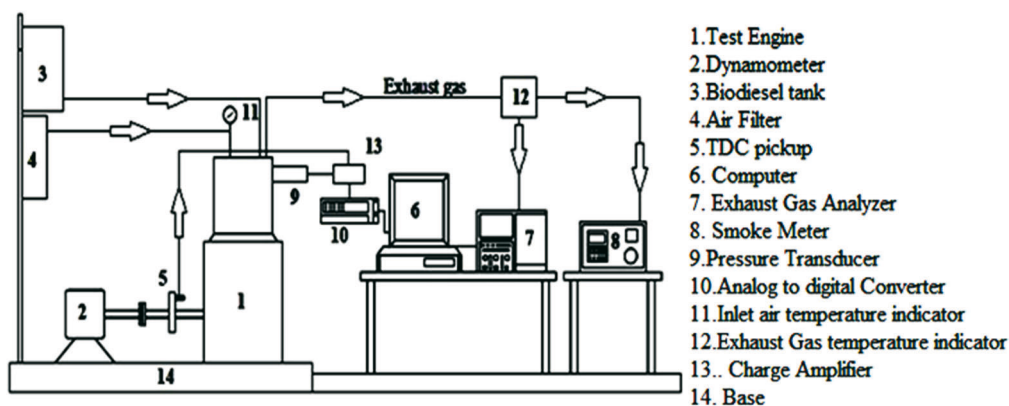 3
Exhaust gas
12
11
4
13
9
6
10
7
8
5
2
1
14
1.Test Engine
2.Dynamometer
3.Biodiesel tank
4.Air Filter
5.TDC pickup
6. Computer
7. Exhaust Gas Analyzer
8. Smoke Meter
9.Pressure Transducer
10.Analog to digital Converter
11.Inlet air temperature indicator
12.Exhaust Gas temperature indicator
13.. Charge Amplifier
14. Base